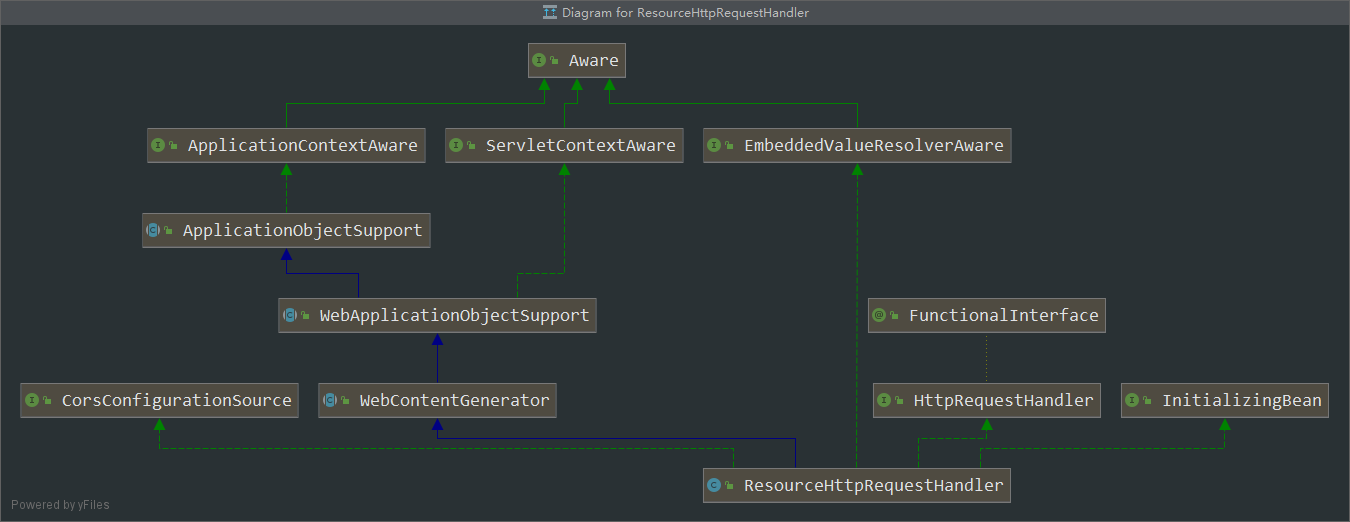 Diagram for ResourceHttpRequestHandler
I Aware
I ApplicationContextAware
I ServletContextAware
I EmbeddedValueResolverAware
C ApplicationObjectSupport
C WebApplicationObjectSupport
@ FunctionalInterface
I CorsConfigurationSource
C WebContentGenerator
I HttpRequestHandler
I InitializingBean
C ResourceHttpRequestHandler
Powered by yFiles